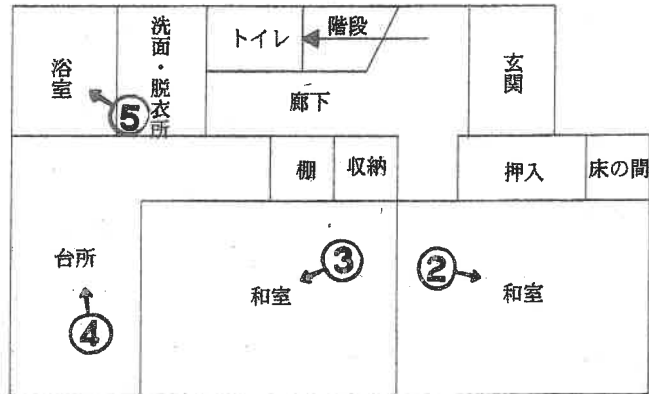 浴室
洗面・脱衣所
トイレ
階段
玄関
廊下
⑤
棚
収納
押入
床の間
台所
③
②
和室
和室
④